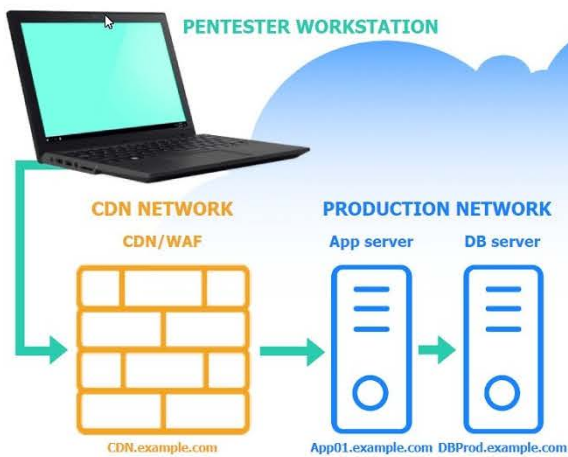 PENTESTER WORKSTATION
CDN NETWORK
PRODUCTION NETWORK
CDN/WAF
App server
DB server
CDN.example.com
App01.example.com
DBProd.example.com